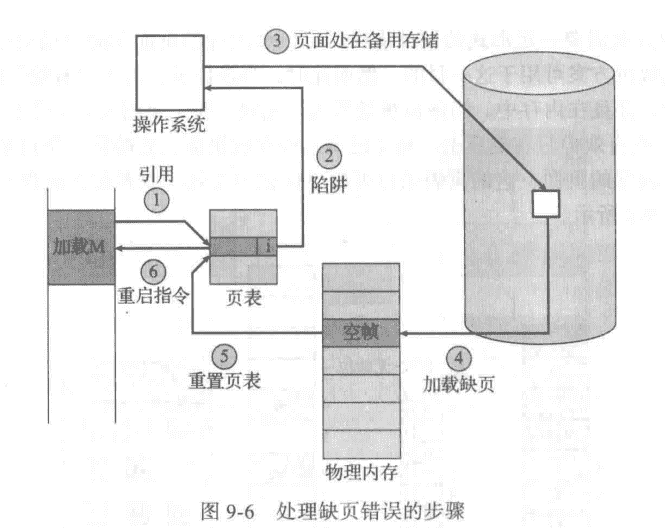 ③ 页面处在备用存储
操作系统
②
陷阱
引用
①
加载M
i
⑥
重启指令
页表
空帧
⑤
重置页表
④
加载缺页
物理内存
图 9-6 处理缺页错误的步骤